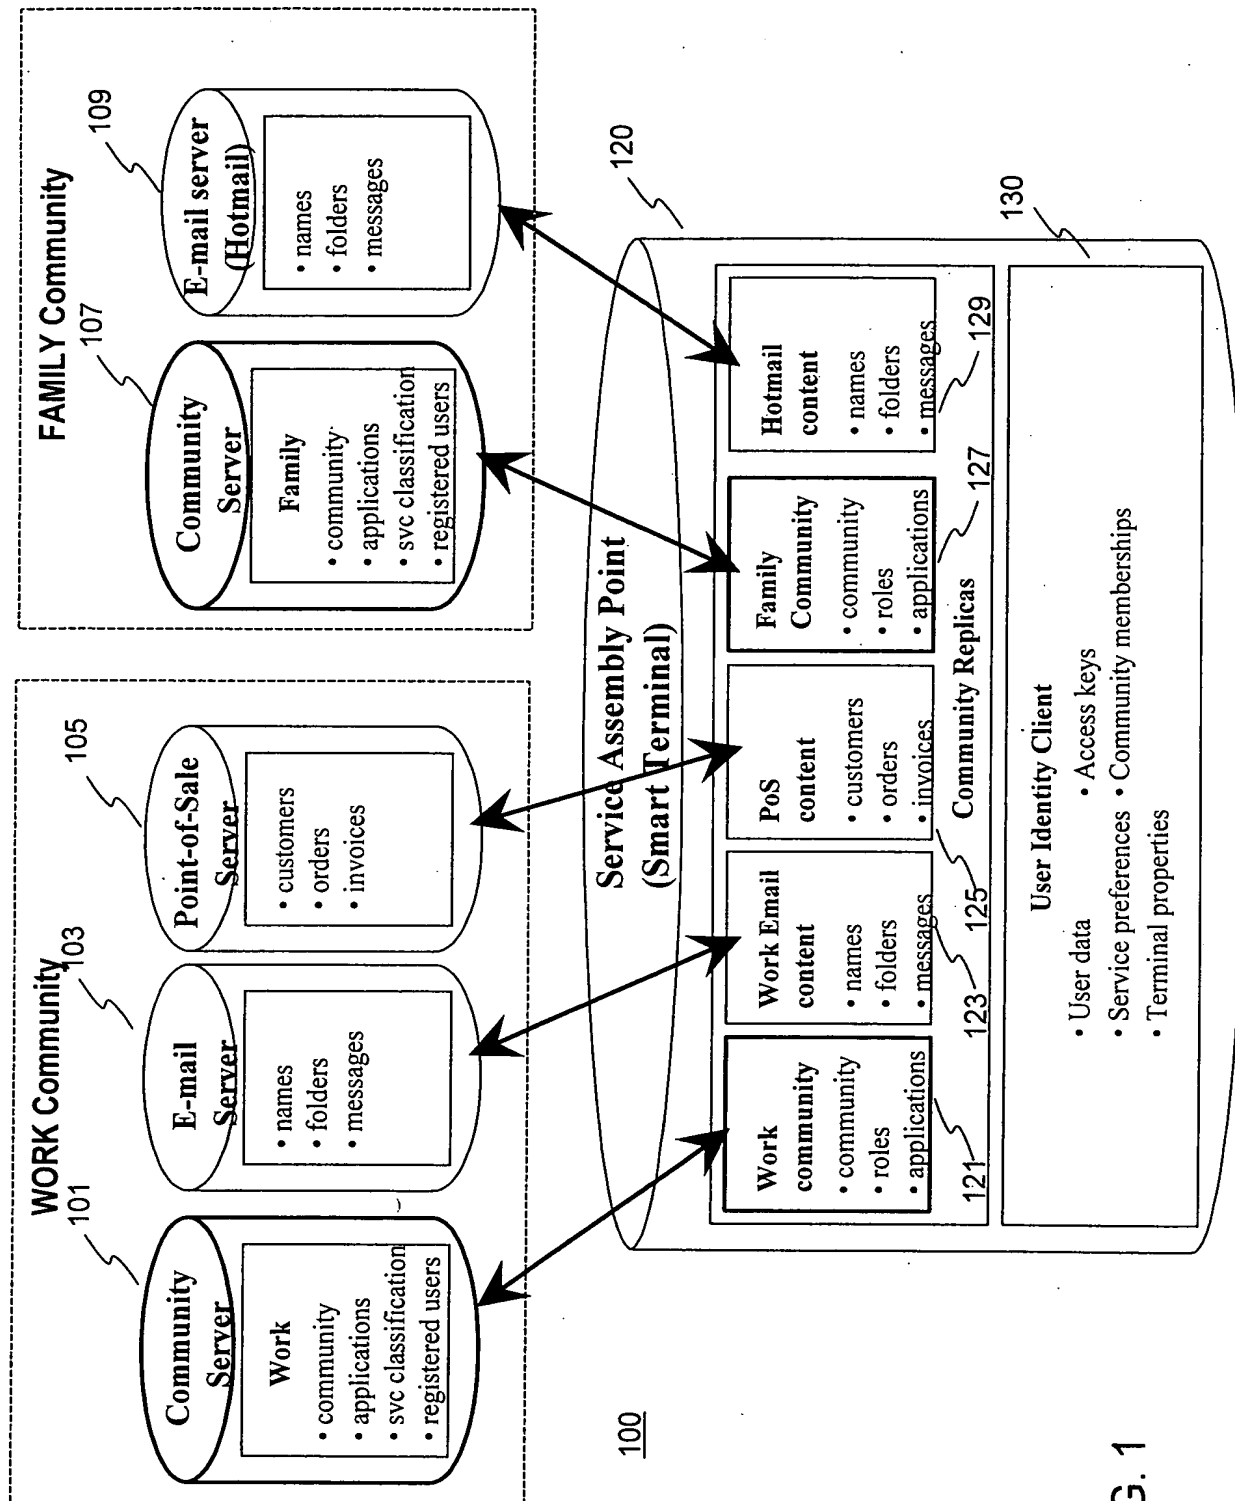 WORK Community
101
Community
Server
Work
• community
• applications
• svc classification
• registered users
103
E-mail
Server
• names
• folders
• messages
105
Point-of-Sale
Server
• customers
• orders
• invoices
FAMILY Community
107
Community
Server
Family
• community
• applications
• svc classification
• registered users
109
E-mail server
(Hotmail)
• names
• folders
• messages
100
Service Assembly Point
(Smart Terminal)
120
Work
community
• community
• roles
• applications
121
Work Email
content
• names
• folders
• messages
123
PoS
content
• customers
• orders
• invoices
125
Family
Community
• community
• roles
• applications
127
Hotmail
content
• names
• folders
• messages
129
Community Replicas
130
User Identity Client
• User data
• Access keys
• Service preferences
• Community memberships
• Terminal properties
G. 1